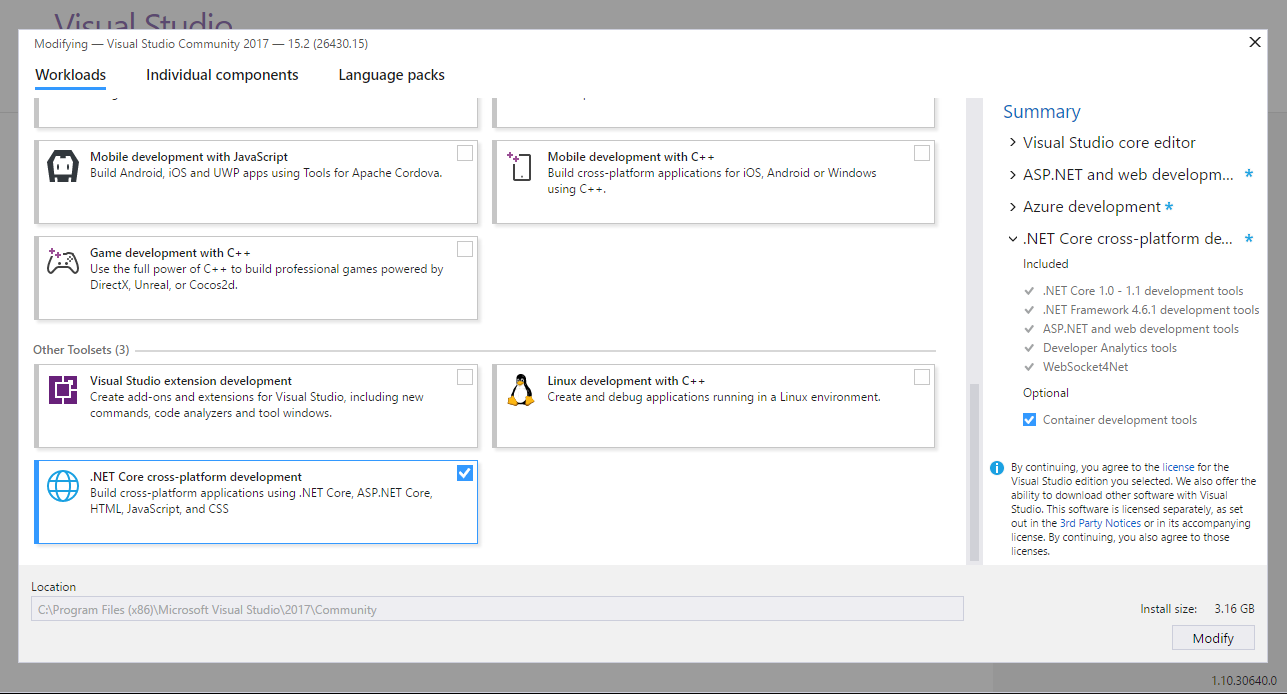 Visual Studio
Modifying — Visual Studio Community 2017 — 15.2 (26430.15)
Workloads
Individual components
Language packs
Mobile development with JavaScript
Build Android, iOS and UWP apps using Tools for Apache Cordova.
Mobile development with C++
Build cross-platform applications for iOS, Android or Windows
using C++.
Game development with C++
Use the full power of C++ to build professional games powered by
DirectX, Unreal, or Cocos2d.
Other Toolsets (3)
Visual Studio extension development
Create add-ons and extensions for Visual Studio, including new
commands, code analyzers and tool windows.
Linux development with C++
Create and debug applications running in a Linux environment.
.NET Core cross-platform development
Build cross-platform applications using .NET Core, ASP.NET Core,
HTML, JavaScript, and CSS
Summary
Visual Studio core editor
ASP.NET and web developm... *
Azure development *
.NET Core cross-platform de... *
Included
.NET Core 1.0 - 1.1 development tools
.NET Framework 4.6.1 development tools
ASP.NET and web development tools
Developer Analytics tools
WebSocket4Net
Optional
Container development tools
By continuing, you agree to the license for the
Visual Studio edition you selected. We also offer the
ability to download other software with Visual
Studio. This software is licensed separately, as set
out in the 3rd Party Notices or in its accompanying
license. By continuing, you also agree to those
licenses.
Location
C:\Program Files (x86)\Microsoft Visual Studio\2017\Community
Install size: 3.16 GB
Modify
1.10.30640.0